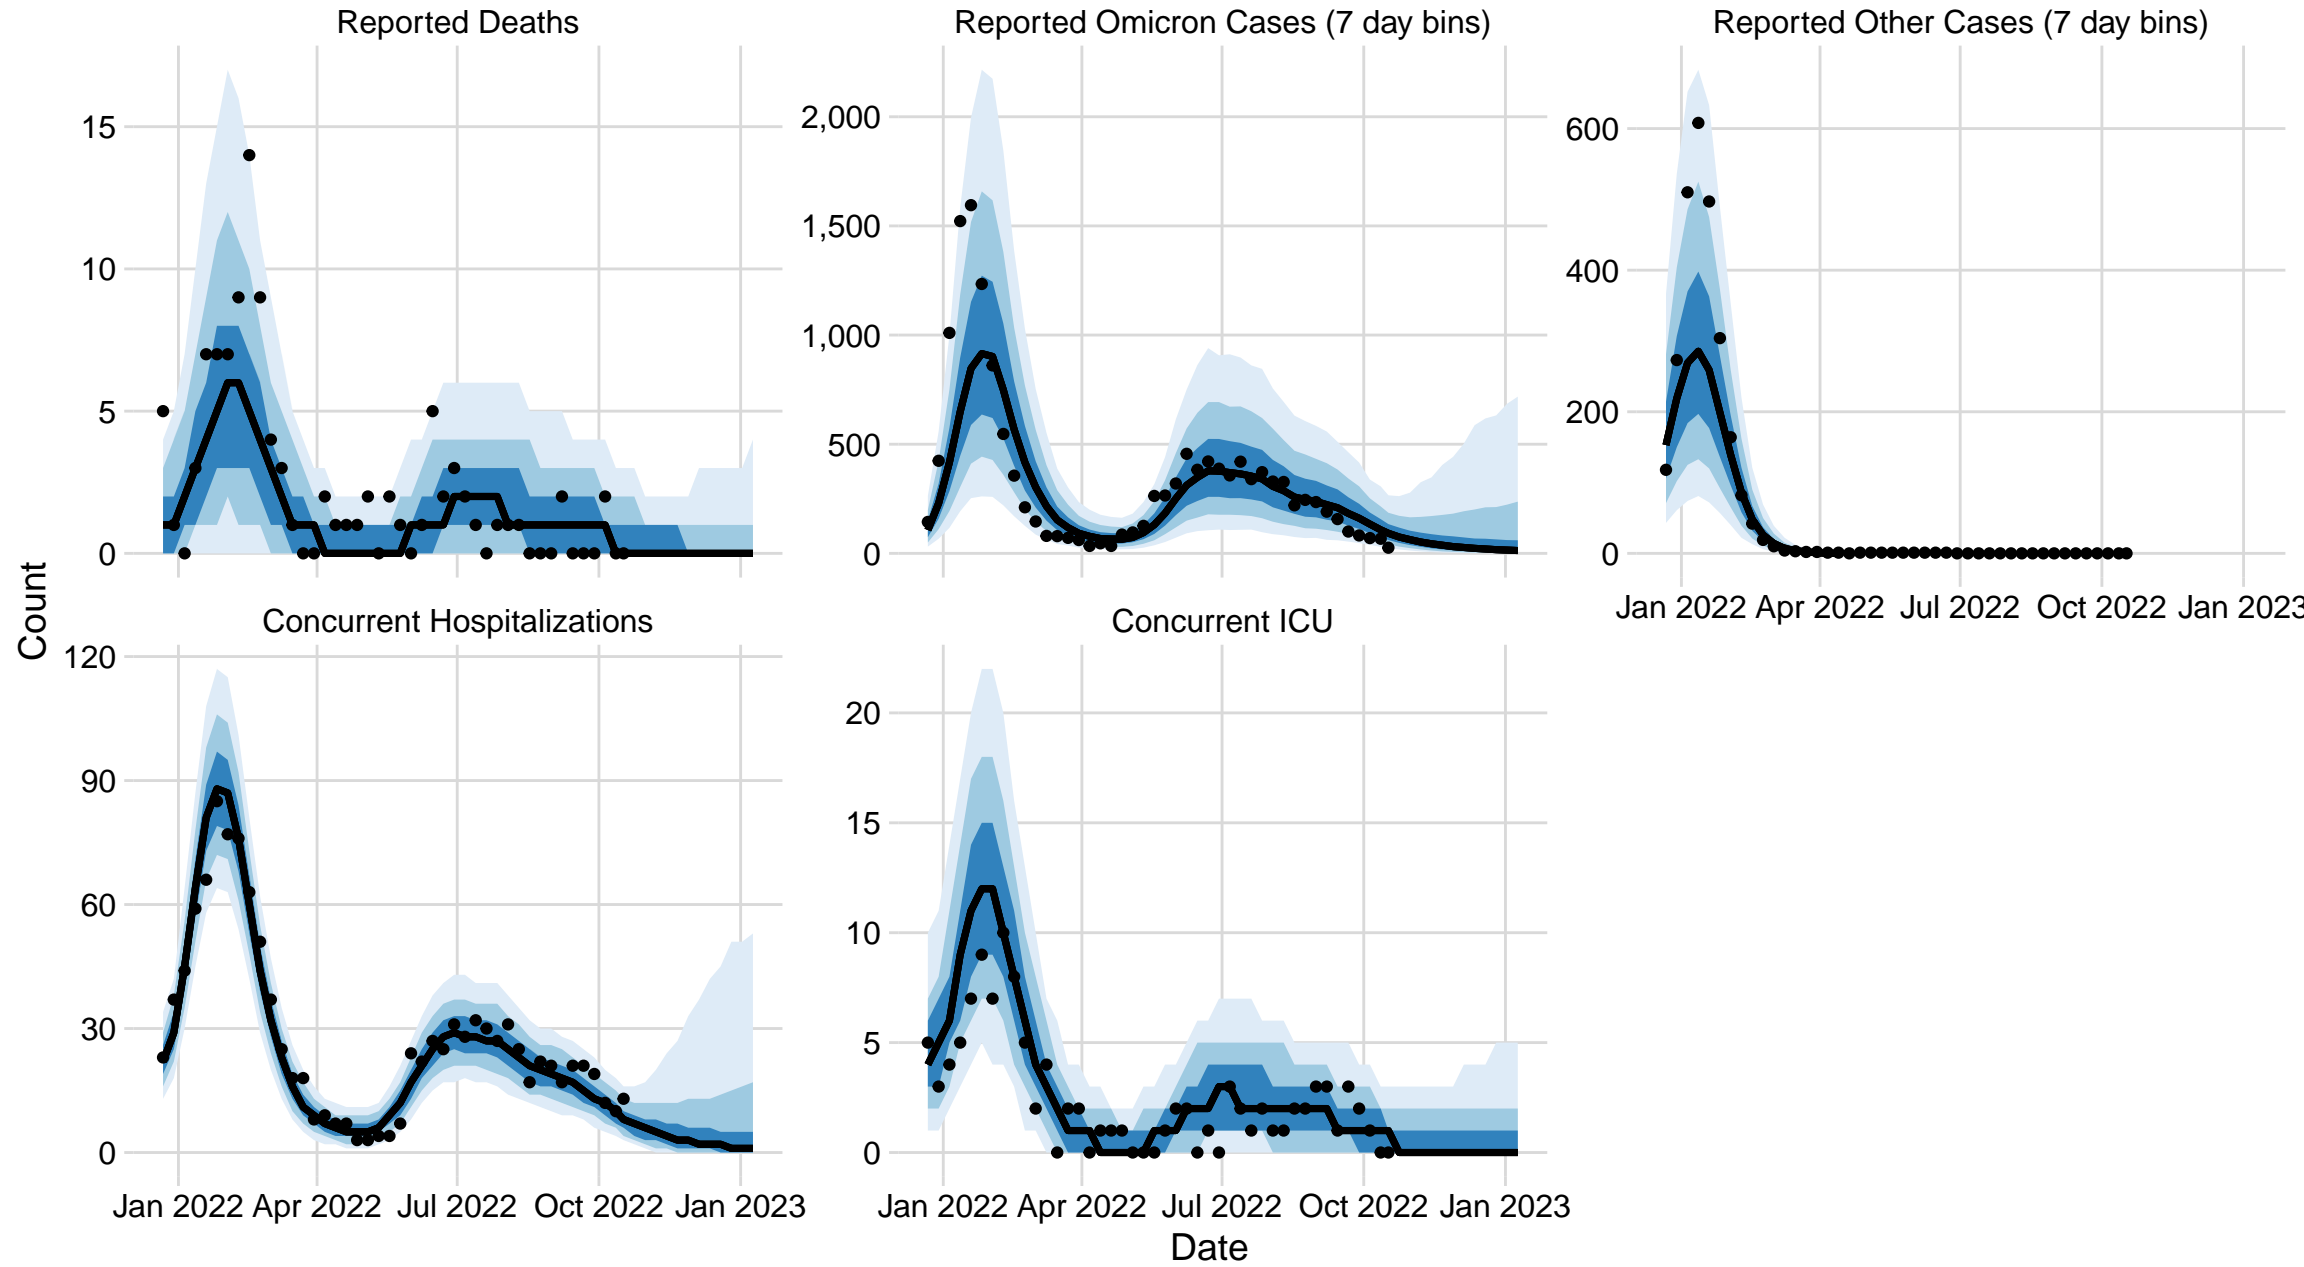 Reported Deaths
Reported Omicron Cases (7 day bins)
Reported Other Cases (7 day bins)
15
10
5
0
2,000
1,500
1,000
500
0
600
400
200
0
Jan 2022 Apr 2022 Jul 2022 Oct 2022 Jan 2023
Count
Concurrent Hospitalizations
Concurrent ICU
120
90
60
30
0
20
15
10
5
0
Jan 2022 Apr 2022 Jul 2022 Oct 2022 Jan 2023
Jan 2022 Apr 2022 Jul 2022 Oct 2022 Jan 2023
Date